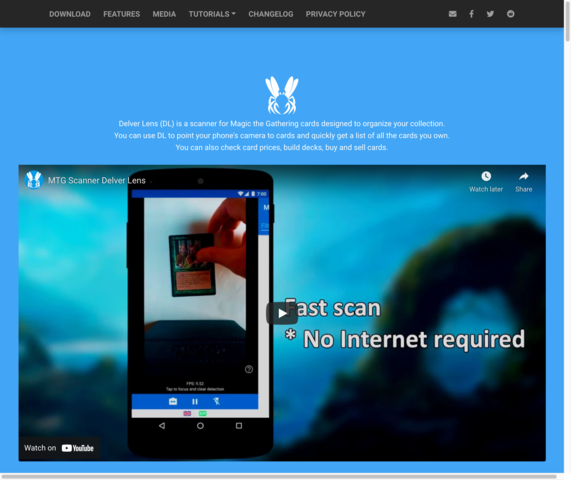 DOWNLOAD FEATURES MEDIA TUTORIALS CHANGELOG PRIVACY POLICY
Delver Lens (DL) is a scanner for Magic the Gathering cards designed to organize your collection.
You can use DL to point your phone's camera to cards and quickly get a list of all the cards you own.
You can also check card prices, build decks, buy and sell cards.
MTG Scanner Delver Lens
Watch later Share
7:00
M
Fast scan
* No Internet required
FPS: 5.52
Tap to focus and clear detection
Watch on YouTube